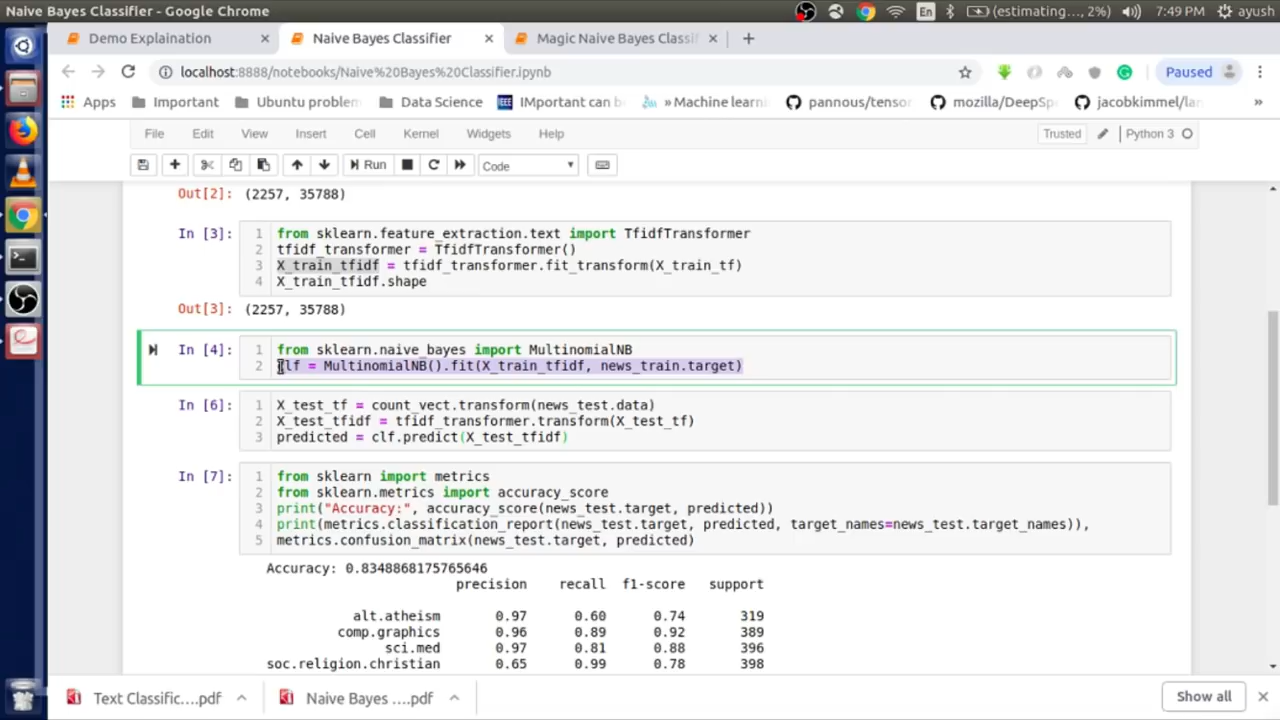 Naive Bayes Classifier - Google Chrome
En (estimating..., 2%) 7:49 PM ayush
Demo Explaination × Naive Bayes Classifier × Magic Naive Bayes Classif ×
localhost:8888/notebooks/Naive%20Bayes%20Classifier.ipynb Paused
Apps Important Ubuntu problem Data Science IMportant can b » Machine learni pannous/tensor mozilla/DeepSp jacobkimmel/lan »
File Edit View Insert Cell Kernel Widgets Help Trusted Python 3
Run Code
Out[2]: (2257, 35788)
In [3]: 1 from sklearn.feature_extraction.text import TfidfTransformer
2 tfidf_transformer = TfidfTransformer()
3 X_train_tfidf = tfidf_transformer.fit_transform(X_train_tf)
4 X_train_tfidf.shape
Out[3]: (2257, 35788)
In [4]: 1 from sklearn.naive_bayes import MultinomialNB
2 clf = MultinomialNB().fit(X_train_tfidf, news_train.target)
In [6]: 1 X_test_tf = count_vect.transform(news_test.data)
2 X_test_tfidf = tfidf_transformer.transform(X_test_tf)
3 predicted = clf.predict(X_test_tfidf)
In [7]: 1 from sklearn import metrics
2 from sklearn.metrics import accuracy_score
3 print("Accuracy:", accuracy_score(news_test.target, predicted))
4 print(metrics.classification_report(news_test.target, predicted, target_names=news_test.target_names)),
5 metrics.confusion_matrix(news_test.target, predicted)
Accuracy: 0.8348868175765646
precision recall f1-score support
alt.atheism 0.97 0.60 0.74 319
comp.graphics 0.96 0.89 0.92 389
sci.med 0.97 0.81 0.88 396
soc.religion.christian 0.65 0.99 0.78 398
Text Classific....pdf Naive Bayes ....pdf Show all